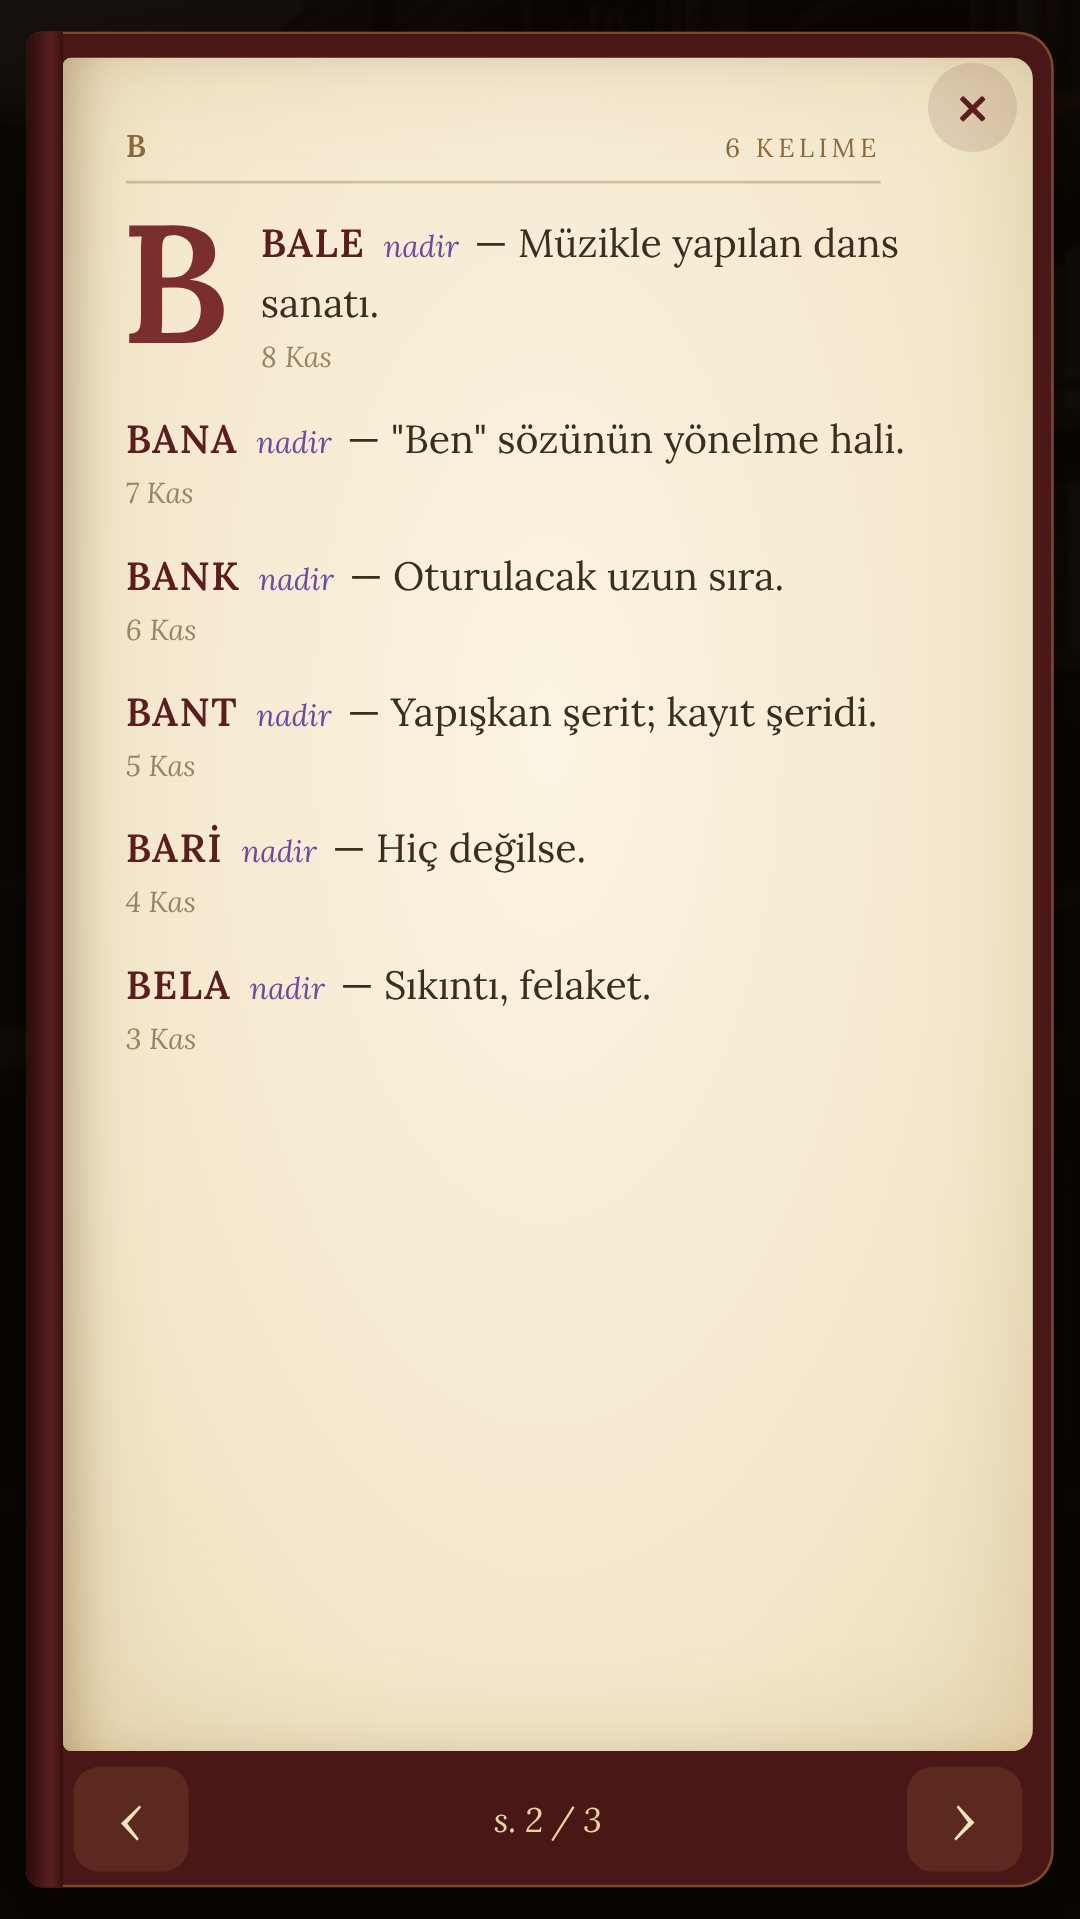 B 6 KELIME
B
BALE nadir — Müzikle yapılan dans
sanatı.
8 Kas
BANA nadir — "Ben" sözünün yönelme hali.
7 Kas
BANK nadir — Oturulacak uzun sıra.
6 Kas
BANT nadir — Yapışkan şerit; kayıt şeridi.
5 Kas
BARİ nadir — Hiç değilse.
4 Kas
BELA nadir — Sıkıntı, felaket.
3 Kas
s. 2 / 3